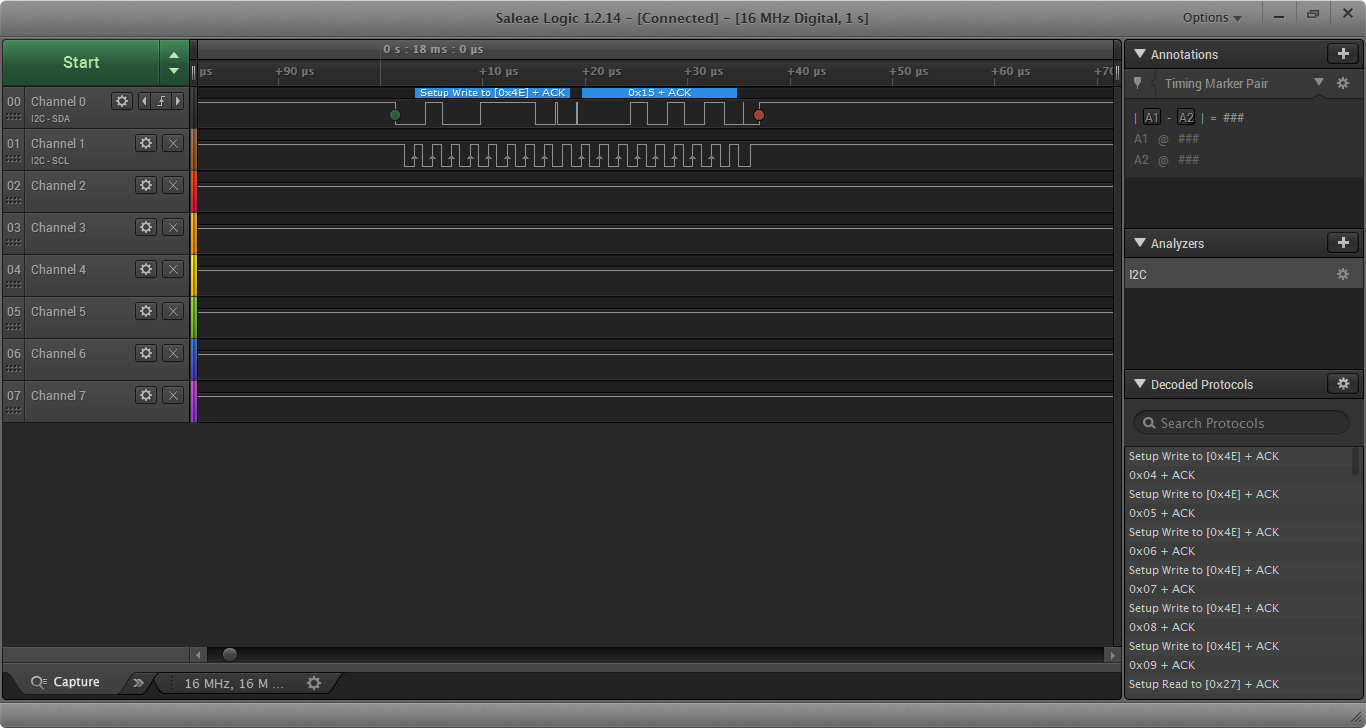 Saleae Logic 1.2.14 – [Connected] – [16 MHz Digital, 1 s]
Options
Start
0 s : 18 ms : 0 µs
µs
+90 µs
+10 µs
+20 µs
+30 µs
+40 µs
+50 µs
+60 µs
+70
00 Channel 0
I2C - SDA
Setup Write to [0x4E] + ACK
0x15 + ACK
01 Channel 1
I2C - SCL
02 Channel 2
03 Channel 3
04 Channel 4
05 Channel 5
06 Channel 6
07 Channel 7
Capture
16 MHz, 16 M ...
Annotations
Timing Marker Pair
| A1 - A2 | = ###
A1 @ ###
A2 @ ###
Analyzers
I2C
Decoded Protocols
Search Protocols
Setup Write to [0x4E] + ACK
0x04 + ACK
Setup Write to [0x4E] + ACK
0x05 + ACK
Setup Write to [0x4E] + ACK
0x06 + ACK
Setup Write to [0x4E] + ACK
0x07 + ACK
Setup Write to [0x4E] + ACK
0x08 + ACK
Setup Write to [0x4E] + ACK
0x09 + ACK
Setup Read to [0x27] + ACK